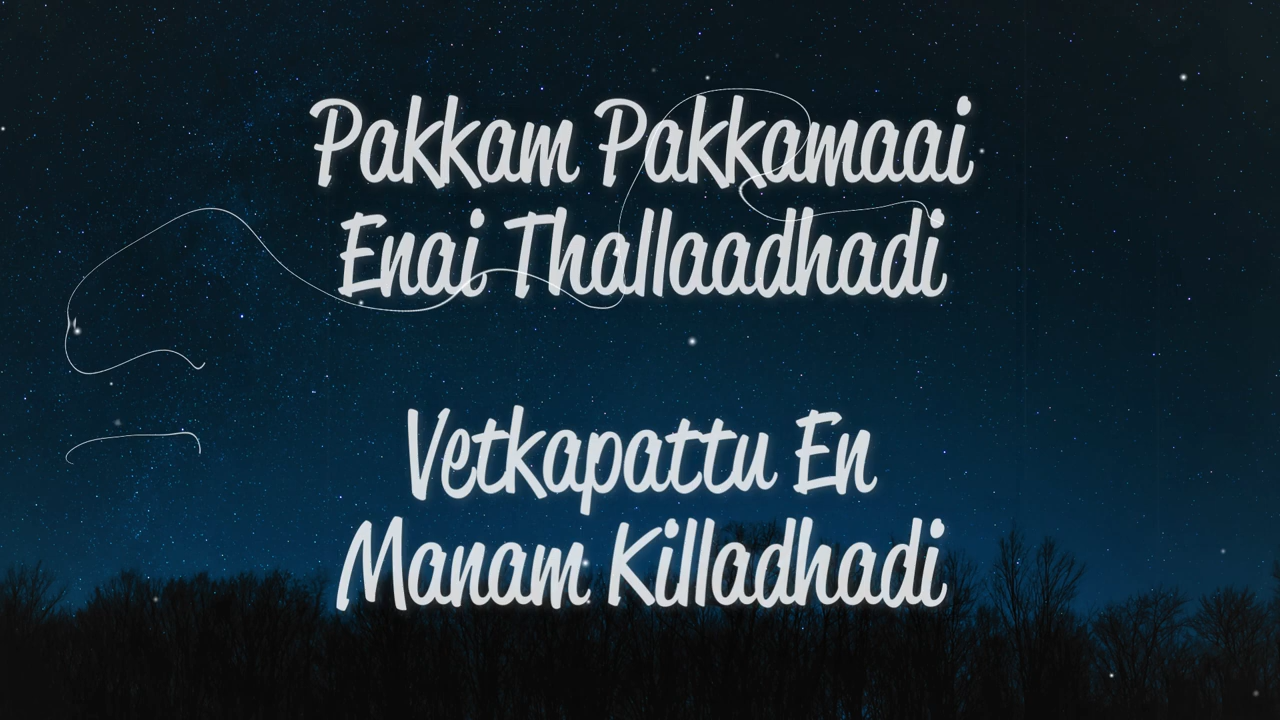 Pakkam Pakkamaai
Enai Thallaadhadi
Vetkapattu En
Manam Killadhadi